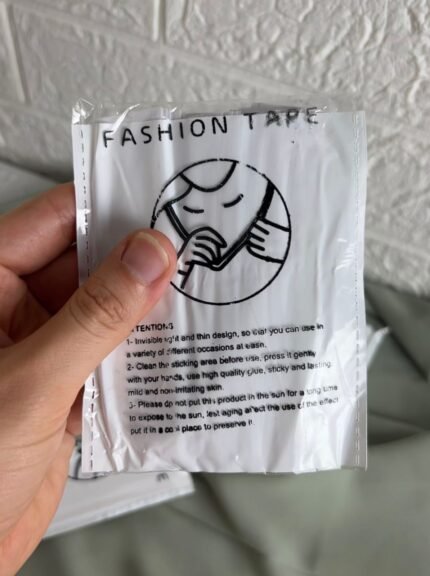 FASHION TAPE
TENTIONS
1- Invisible light and thin design, so that you can use in
a variety of different occasions at easin.
2- Clean the sticking area before use, press it gently
with your hands, use high quality glue, sticky and lasting.
mild and non-irritating skin.
3- Please do not put this product in the sun for a long time
to expose to the sun, lest aging affect the use of the effect
put it in a cool place to preserve it